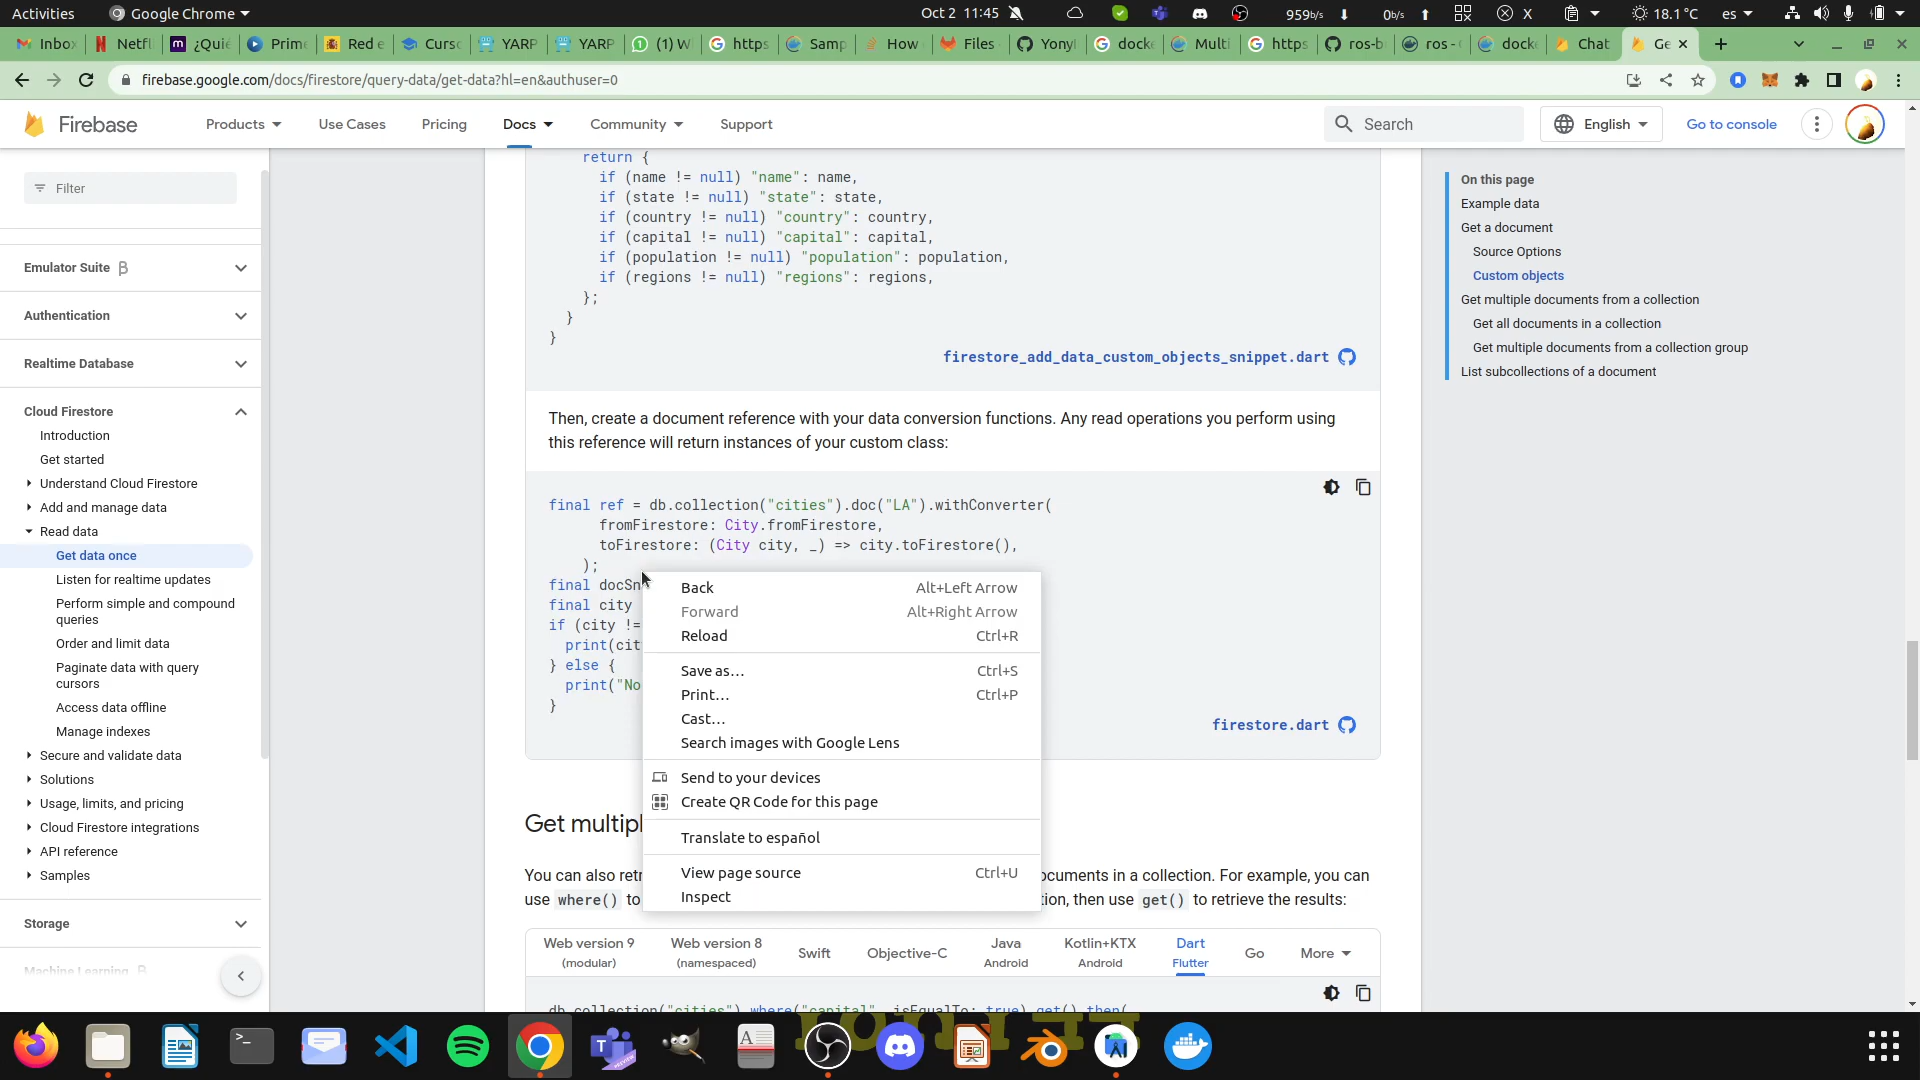 Activities
Google Chrome
Oct 2 11:45
959b/s
0b/s
X
18.1°C
es
Inbo
Netfl
¿Quié
Prime
Red e
Curso
YARP
YARP
(1) W
https
Samp
How
Files
Yonyl
docke
Multi
https
ros-b
ros -
docke
Chat
Ge
firebase.google.com/docs/firestore/query-data/get-data?hl=en&authuser=0
Firebase
Products
Use Cases
Pricing
Docs
Community
Support
Search
English
Go to console
Filter
Emulator Suite
Authentication
Realtime Database
Cloud Firestore
Introduction
Get started
Understand Cloud Firestore
Add and manage data
Read data
Get data once
Listen for realtime updates
Perform simple and compound
queries
Order and limit data
Paginate data with query
cursors
Access data offline
Manage indexes
Secure and validate data
Solutions
Usage, limits, and pricing
Cloud Firestore integrations
API reference
Samples
Storage
Machine Learning
return {
if (name != null) "name": name,
if (state != null) "state": state,
if (country != null) "country": country,
if (capital != null) "capital": capital,
if (population != null) "population": population,
if (regions != null) "regions": regions,
};
}
}
firestore_add_data_custom_objects_snippet.dart
Then, create a document reference with your data conversion functions. Any read operations you perform using
this reference will return instances of your custom class:
final ref = db.collection("cities").doc("LA").withConverter(
fromFirestore: City.fromFirestore,
toFirestore: (City city, _) => city.toFirestore(),
);
final docSn
final city
if (city !=
print(cit
} else {
print("No
}
firestore.dart
Back Alt+Left Arrow
Forward Alt+Right Arrow
Reload Ctrl+R
Save as… Ctrl+S
Print… Ctrl+P
Cast…
Search images with Google Lens
Send to your devices
Create QR Code for this page
Translate to español
View page source Ctrl+U
Inspect
Get multipl
You can also retr ocuments in a collection. For example, you can
use where() to tion, then use get() to retrieve the results:
Web version 9
(modular)
Web version 8
(namespaced)
Swift
Objective-C
Java
Android
Kotlin+KTX
Android
Dart
Flutter
Go
More
db.collection("cities").where("capital", isEqualTo: true).get().then(
On this page
Example data
Get a document
Source Options
Custom objects
Get multiple documents from a collection
Get all documents in a collection
Get multiple documents from a collection group
List subcollections of a document